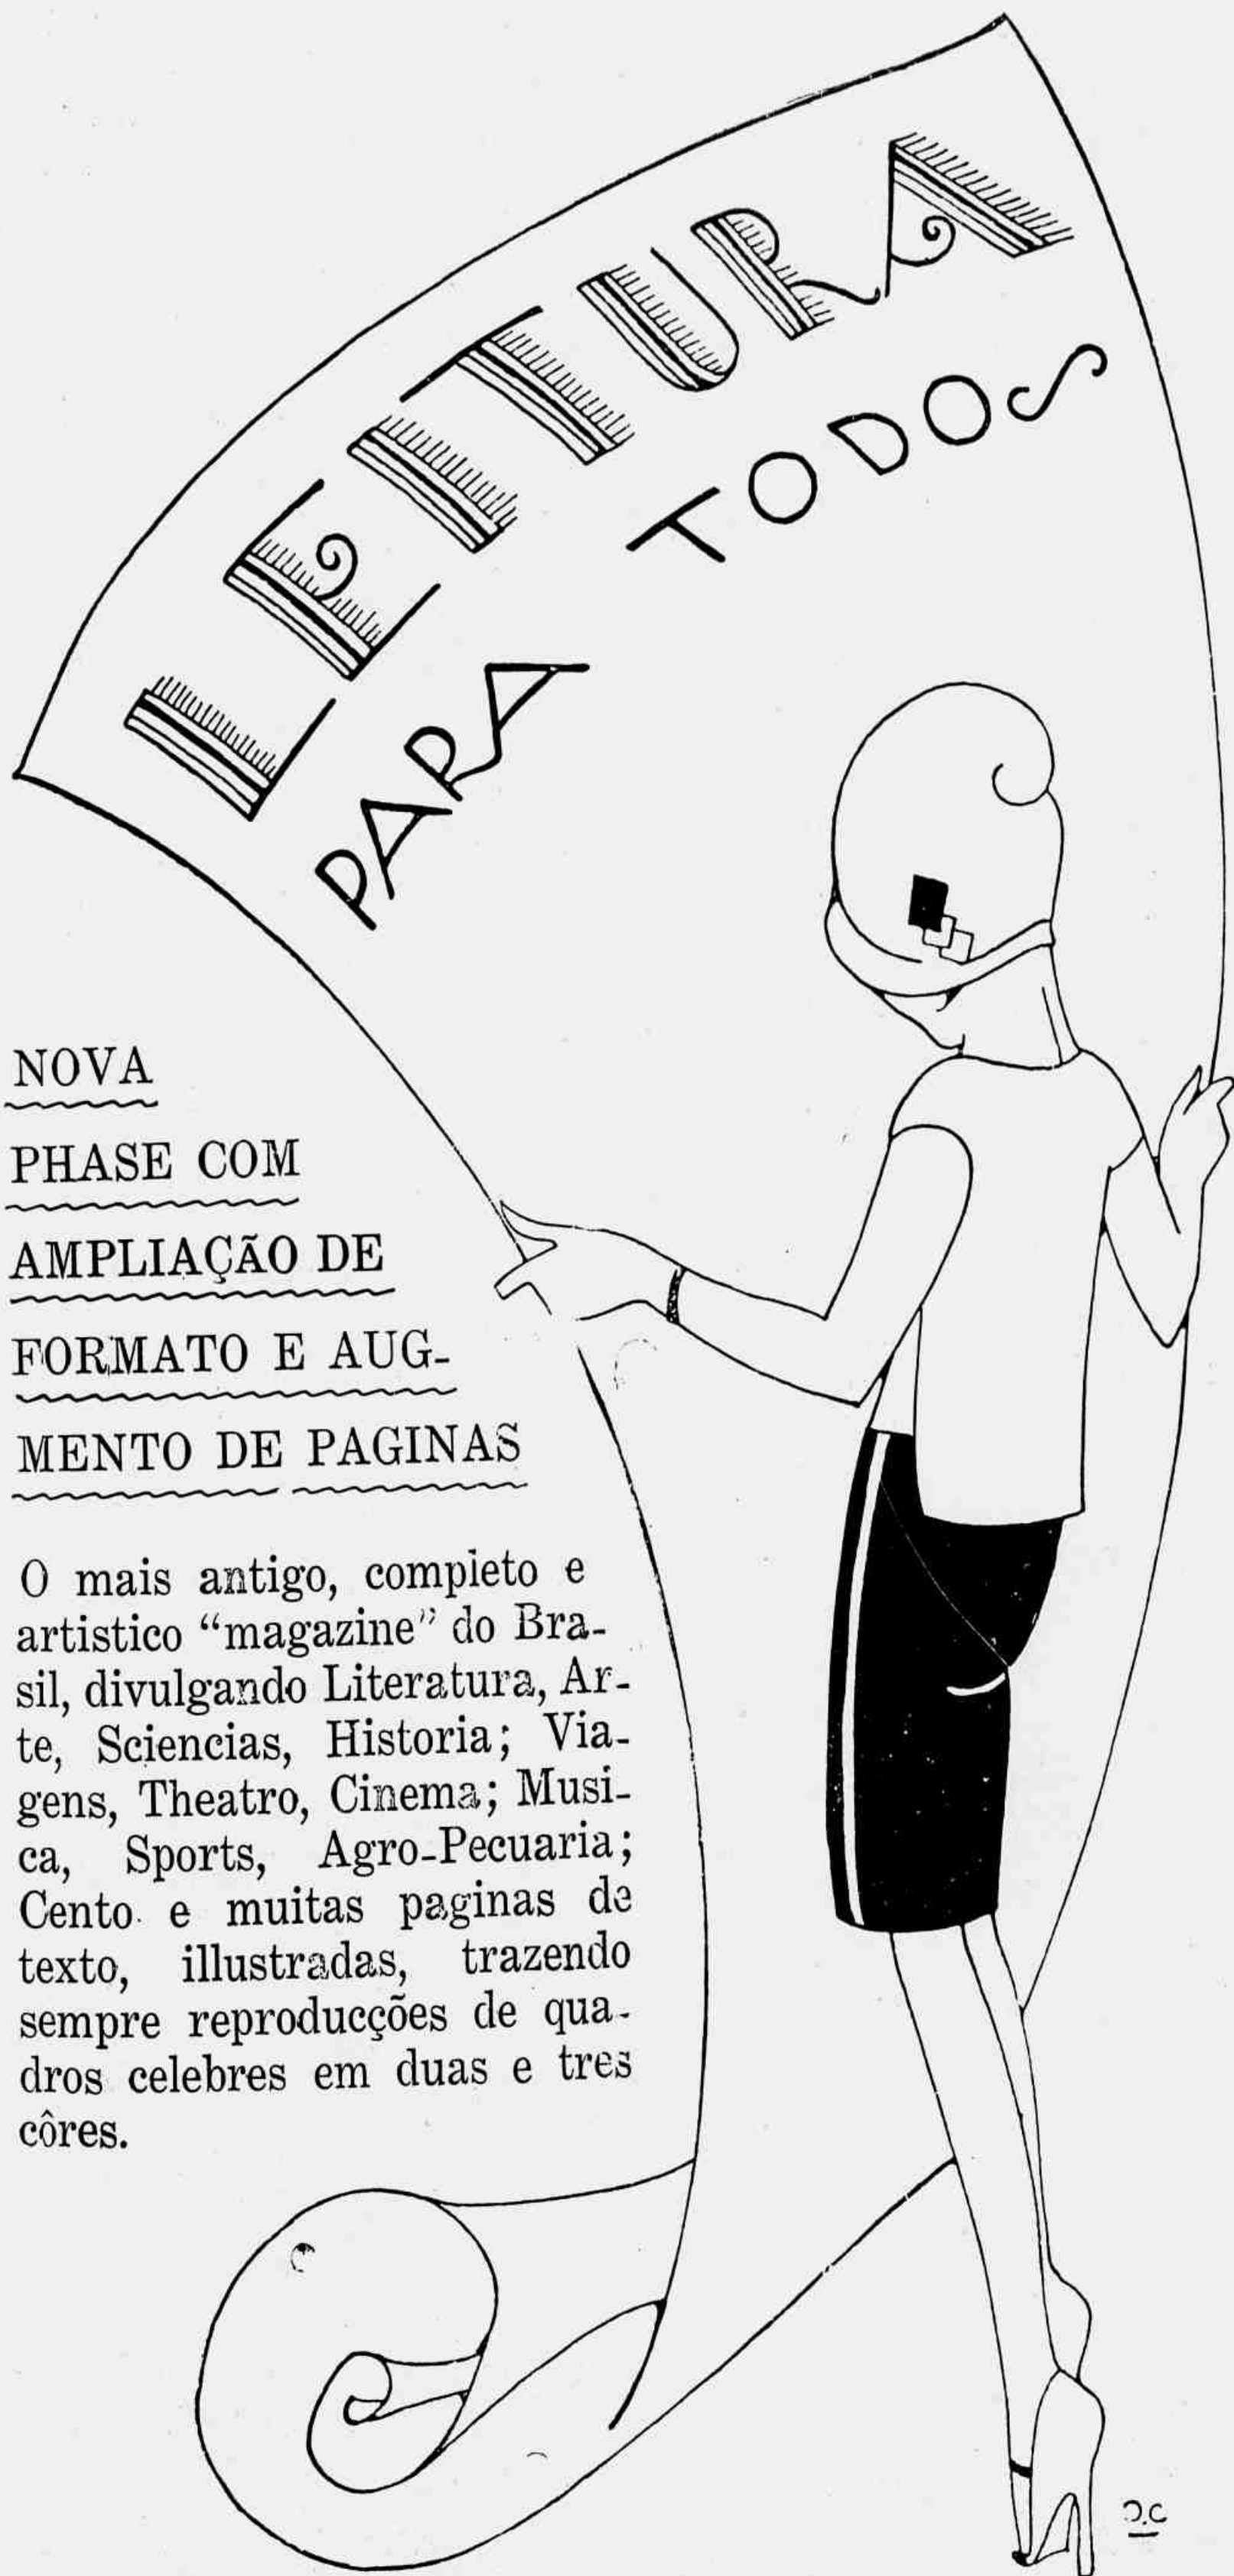 LEITURA
PARA TODOS
NOVA
PHASE COM
AMPLIAÇÃO DE
FORMATO E AUG-
MENTO DE PAGINAS
O mais antigo, completo e
artistico “magazine” do Bra-
sil, divulgando Literatura, Ar-
te, Sciencias, Historia; Via-
gens, Theatro, Cinema; Musi-
ca, Sports, Agro-Pecuaria;
Cento e muitas paginas de
texto, illustradas, trazendo
sempre reproducções de qua-
dros celebres em duas e tres
côres.